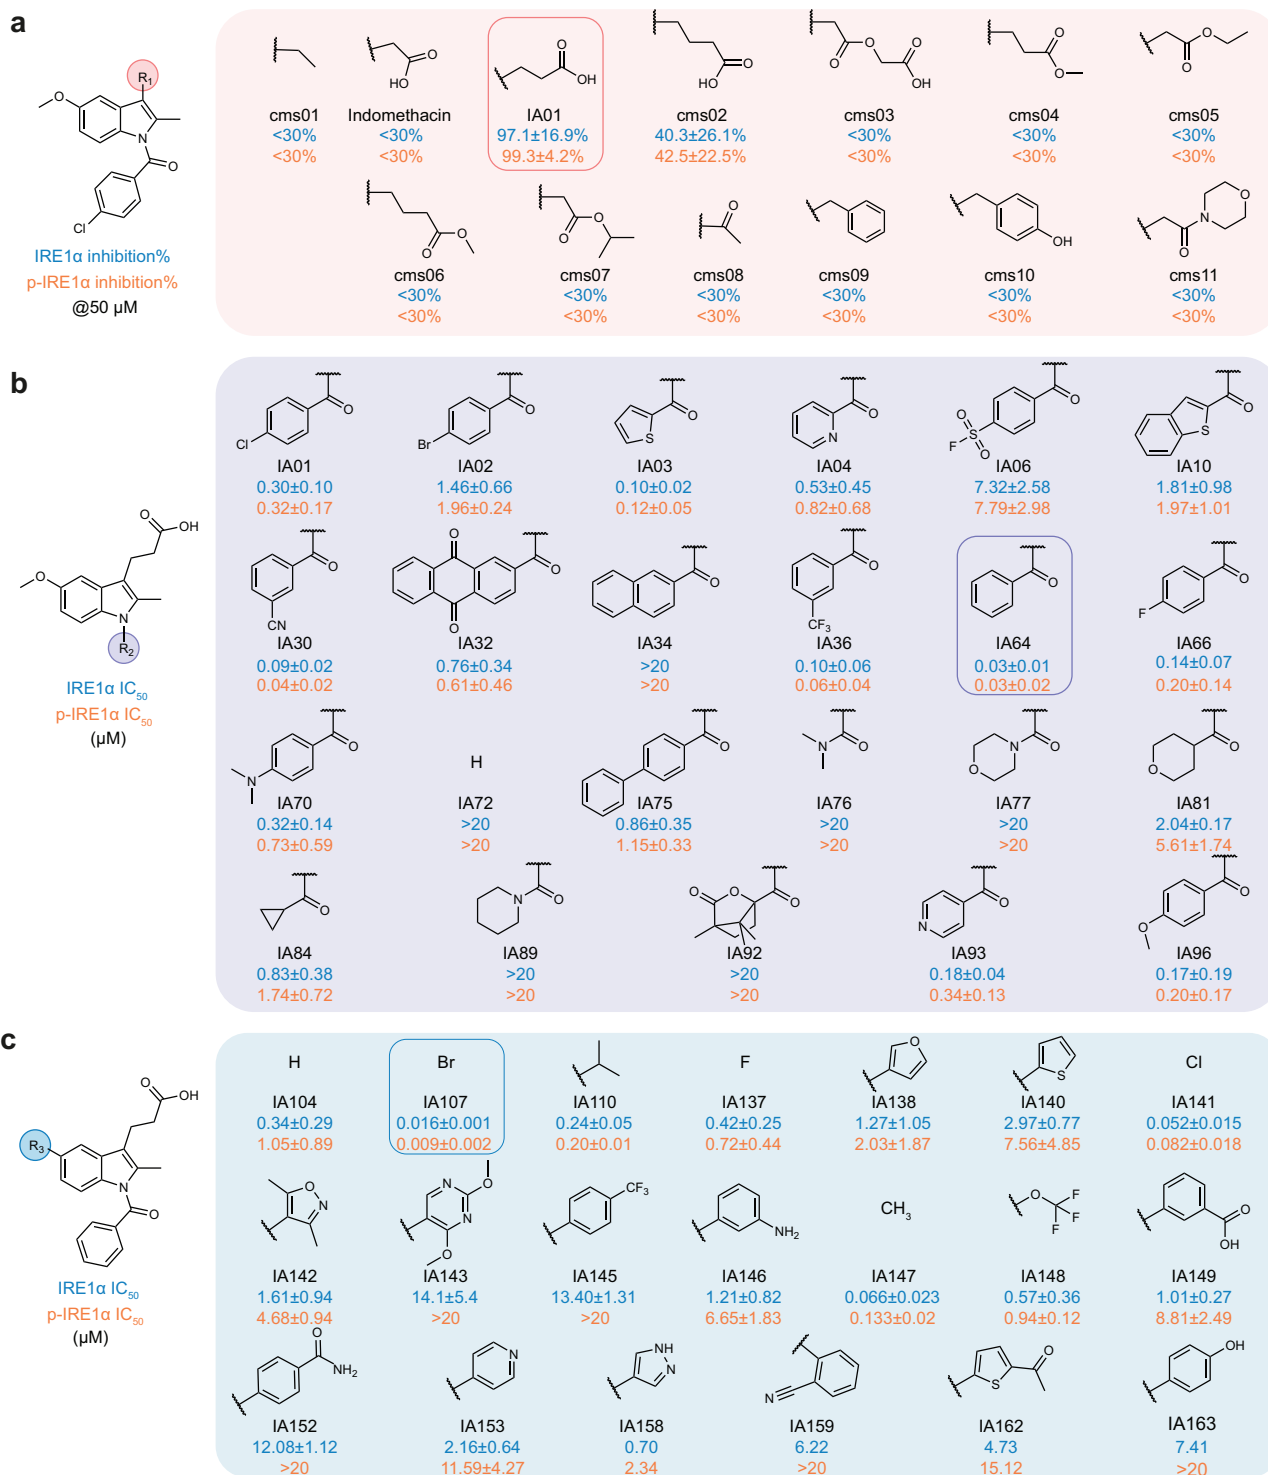 a
R1
O
N
O
Cl
IRE1α inhibition%
p-IRE1α inhibition%
@50 µM
O
HO
O
OH
O
HO
O
O
O
OH
O
O
O
O
cms01
Indomethacin
IA01
cms02
cms03
cms04
cms05
<30%
<30%
97.1±16.9%
40.3±26.1%
<30%
<30%
<30%
<30%
<30%
99.3±4.2%
42.5±22.5%
<30%
<30%
<30%
O
O
O
O
O
OH
N
O
O
cms06
cms07
cms08
cms09
cms10
cms11
<30%
<30%
<30%
<30%
<30%
<30%
<30%
<30%
<30%
<30%
<30%
<30%
b
O
OH
O
N
R2
IRE1α IC50
p-IRE1α IC50
(µM)
Cl
O
Br
O
S
O
N
O
F
S
O
O
O
S
O
IA01
IA02
IA03
IA04
IA06
IA10
0.30±0.10
1.46±0.66
0.10±0.02
0.53±0.45
7.32±2.58
1.81±0.98
0.32±0.17
1.96±0.24
0.12±0.05
0.82±0.68
7.79±2.98
1.97±1.01
O
CN
O
O
O
O
O
CF3
O
F
O
IA30
IA32
IA34
IA36
IA64
IA66
0.09±0.02
0.76±0.34
>20
0.10±0.06
0.03±0.01
0.14±0.07
0.04±0.02
0.61±0.46
>20
0.06±0.04
0.03±0.02
0.20±0.14
N
O
H
O
N
O
O
N
O
O
O
IA70
IA72
IA75
IA76
IA77
IA81
0.32±0.14
>20
0.86±0.35
>20
>20
2.04±0.17
0.73±0.59
>20
1.15±0.33
>20
>20
5.61±1.74
O
N
O
O
O
O
N
O
O
O
IA84
IA89
IA92
IA93
IA96
0.83±0.38
>20
>20
0.18±0.04
0.17±0.19
1.74±0.72
>20
>20
0.34±0.13
0.20±0.17
c
O
OH
R3
N
O
IRE1α IC50
p-IRE1α IC50
(µM)
H
Br
F
O
S
Cl
IA104
IA107
IA110
IA137
IA138
IA140
IA141
0.34±0.29
0.016±0.001
0.24±0.05
0.42±0.25
1.27±1.05
2.97±0.77
0.052±0.015
1.05±0.89
0.009±0.002
0.20±0.01
0.72±0.44
2.03±1.87
7.56±4.85
0.082±0.018
O
N
N
N
O
O
CF3
NH2
CH3
O
F
F
F
O
OH
IA142
IA143
IA145
IA146
IA147
IA148
IA149
1.61±0.94
14.1±5.4
13.40±1.31
1.21±0.82
0.066±0.023
0.57±0.36
1.01±0.27
4.68±0.94
>20
>20
6.65±1.83
0.133±0.02
0.94±0.12
8.81±2.49
O
NH2
N
NH
N
N
S
O
OH
IA152
IA153
IA158
IA159
IA162
IA163
12.08±1.12
2.16±0.64
0.70
6.22
4.73
7.41
>20
11.59±4.27
2.34
>20
15.12
>20